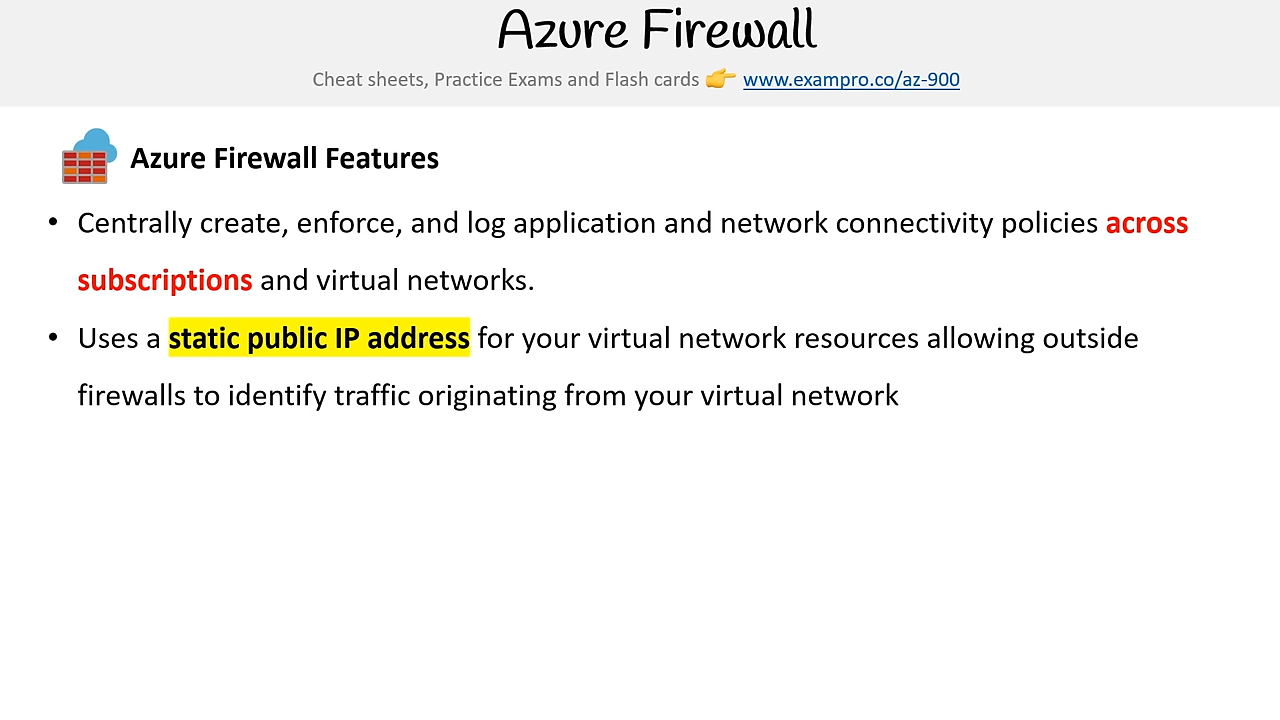 Azure Firewall
Cheat sheets, Practice Exams and Flash cards 👉 www.exampro.co/az-900
Azure Firewall Features
• Centrally create, enforce, and log application and network connectivity policies across
subscriptions and virtual networks.
• Uses a static public IP address for your virtual network resources allowing outside
firewalls to identify traffic originating from your virtual network